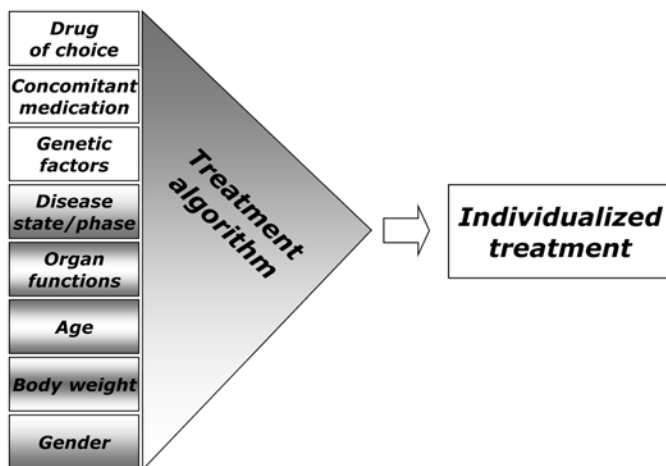 Drug
of choice
Concomitant
medication
Genetic
factors
Disease
state/phase
Organ
functions
Age
Body weight
Gender
Treatment
algorithm
Individualized
treatment